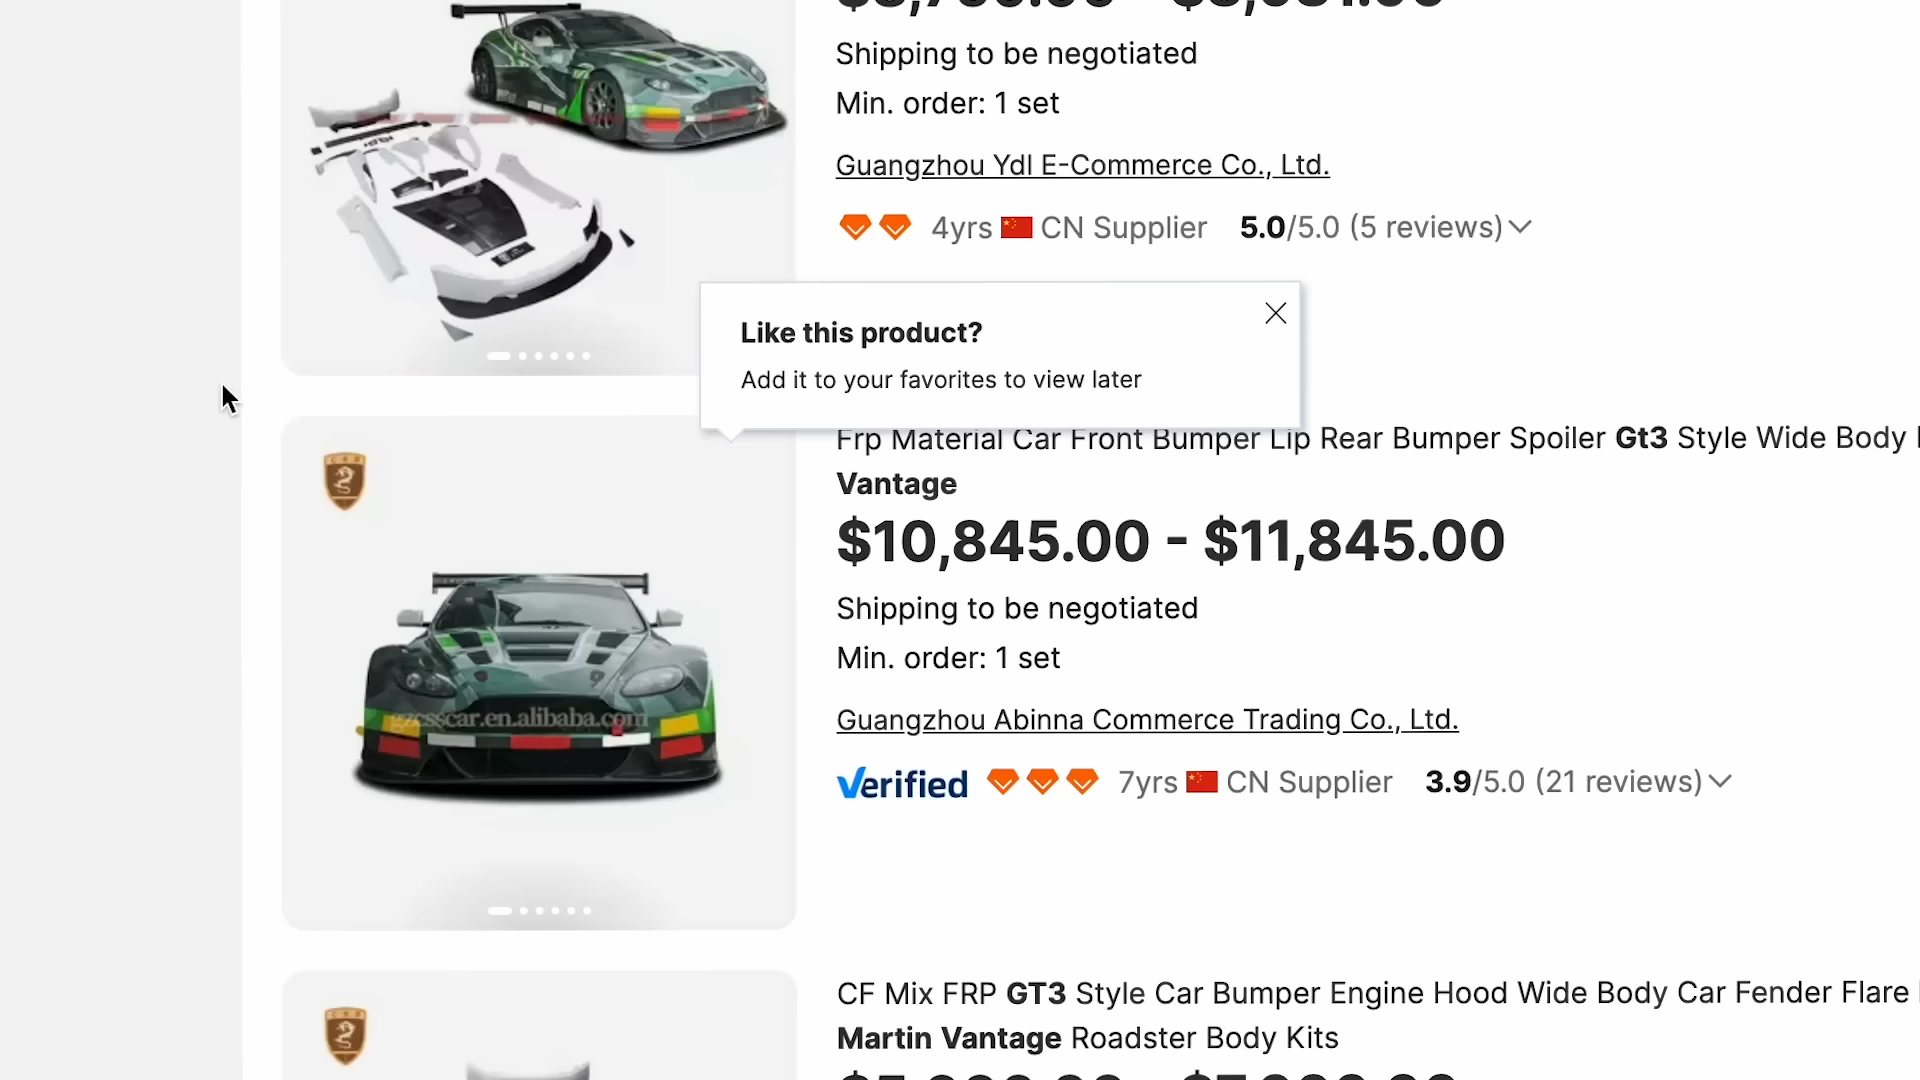 Shipping to be negotiated
Min. order: 1 set
Guangzhou Ydl E-Commerce Co., Ltd.
4yrs CN Supplier 5.0/5.0 (5 reviews)
Like this product?
Add it to your favorites to view later
Frp Material Car Front Bumper Lip Rear Bumper Spoiler Gt3 Style Wide Body
Vantage
$10,845.00 - $11,845.00
Shipping to be negotiated
Min. order: 1 set
Guangzhou Abinna Commerce Trading Co., Ltd.
Verified 7yrs CN Supplier 3.9/5.0 (21 reviews)
gzcsscar.en.alibaba.com
CF Mix FRP GT3 Style Car Bumper Engine Hood Wide Body Car Fender Flare
Martin Vantage Roadster Body Kits